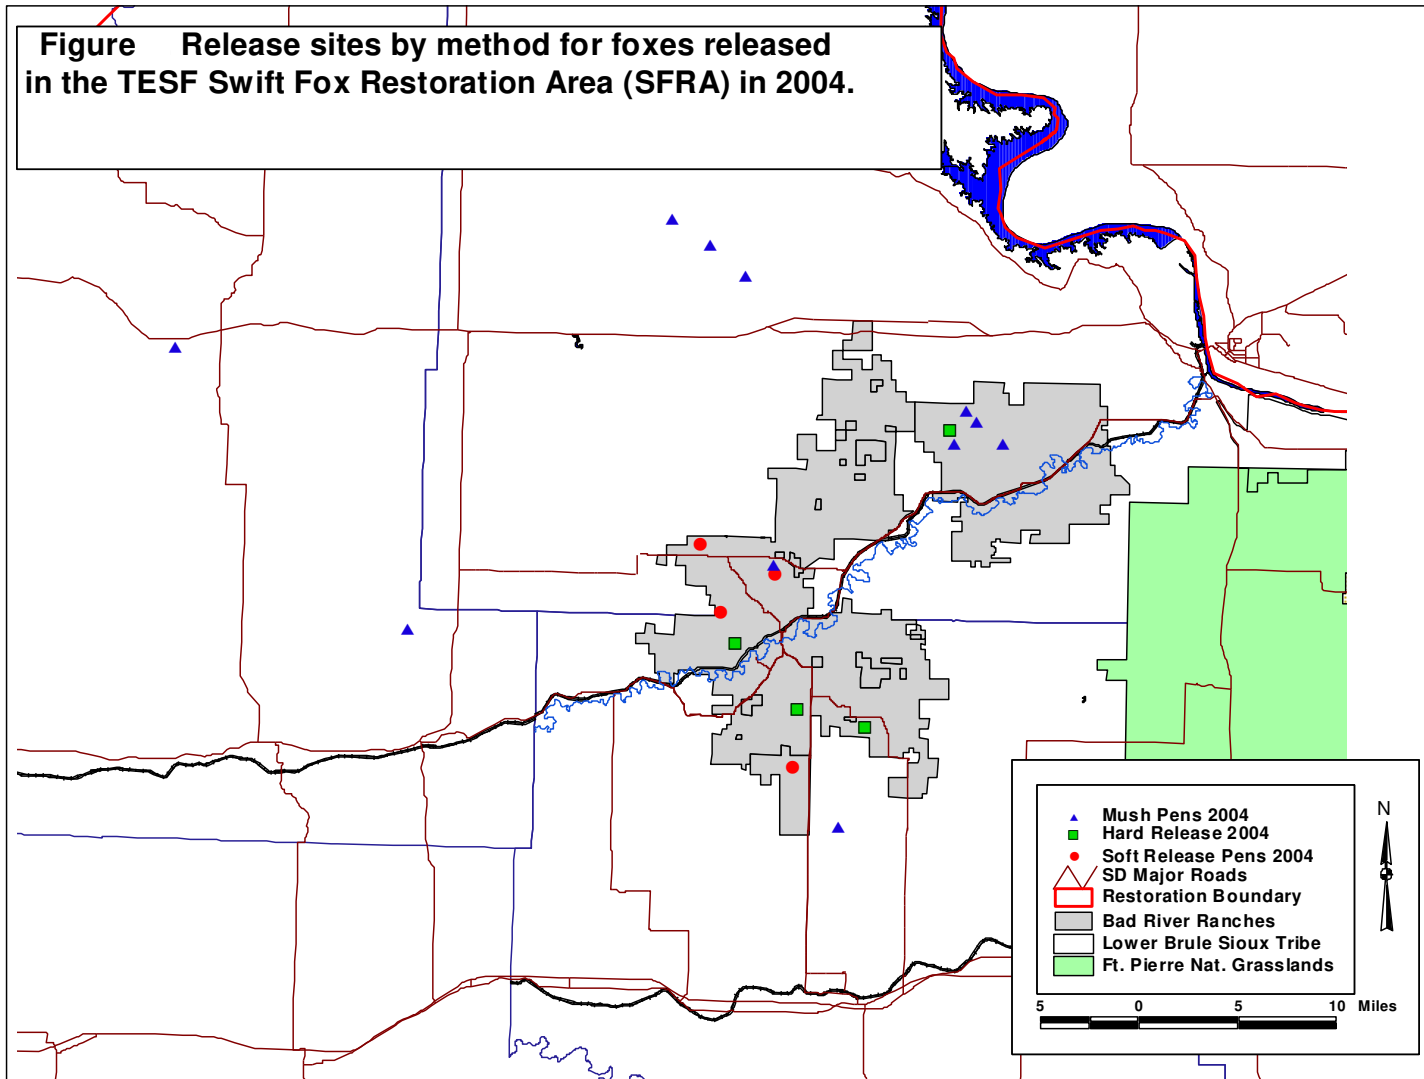 Figure Release sites by method for foxes released
in the TESF Swift Fox Restoration Area (SFRA) in 2004.
Mush Pens 2004
Hard Release 2004
Soft Release Pens 2004
SD Major Roads
Restoration Boundary
Bad River Ranches
Lower Brule Sioux Tribe
Ft. Pierre Nat. Grasslands
N
5 0 5 10 Miles